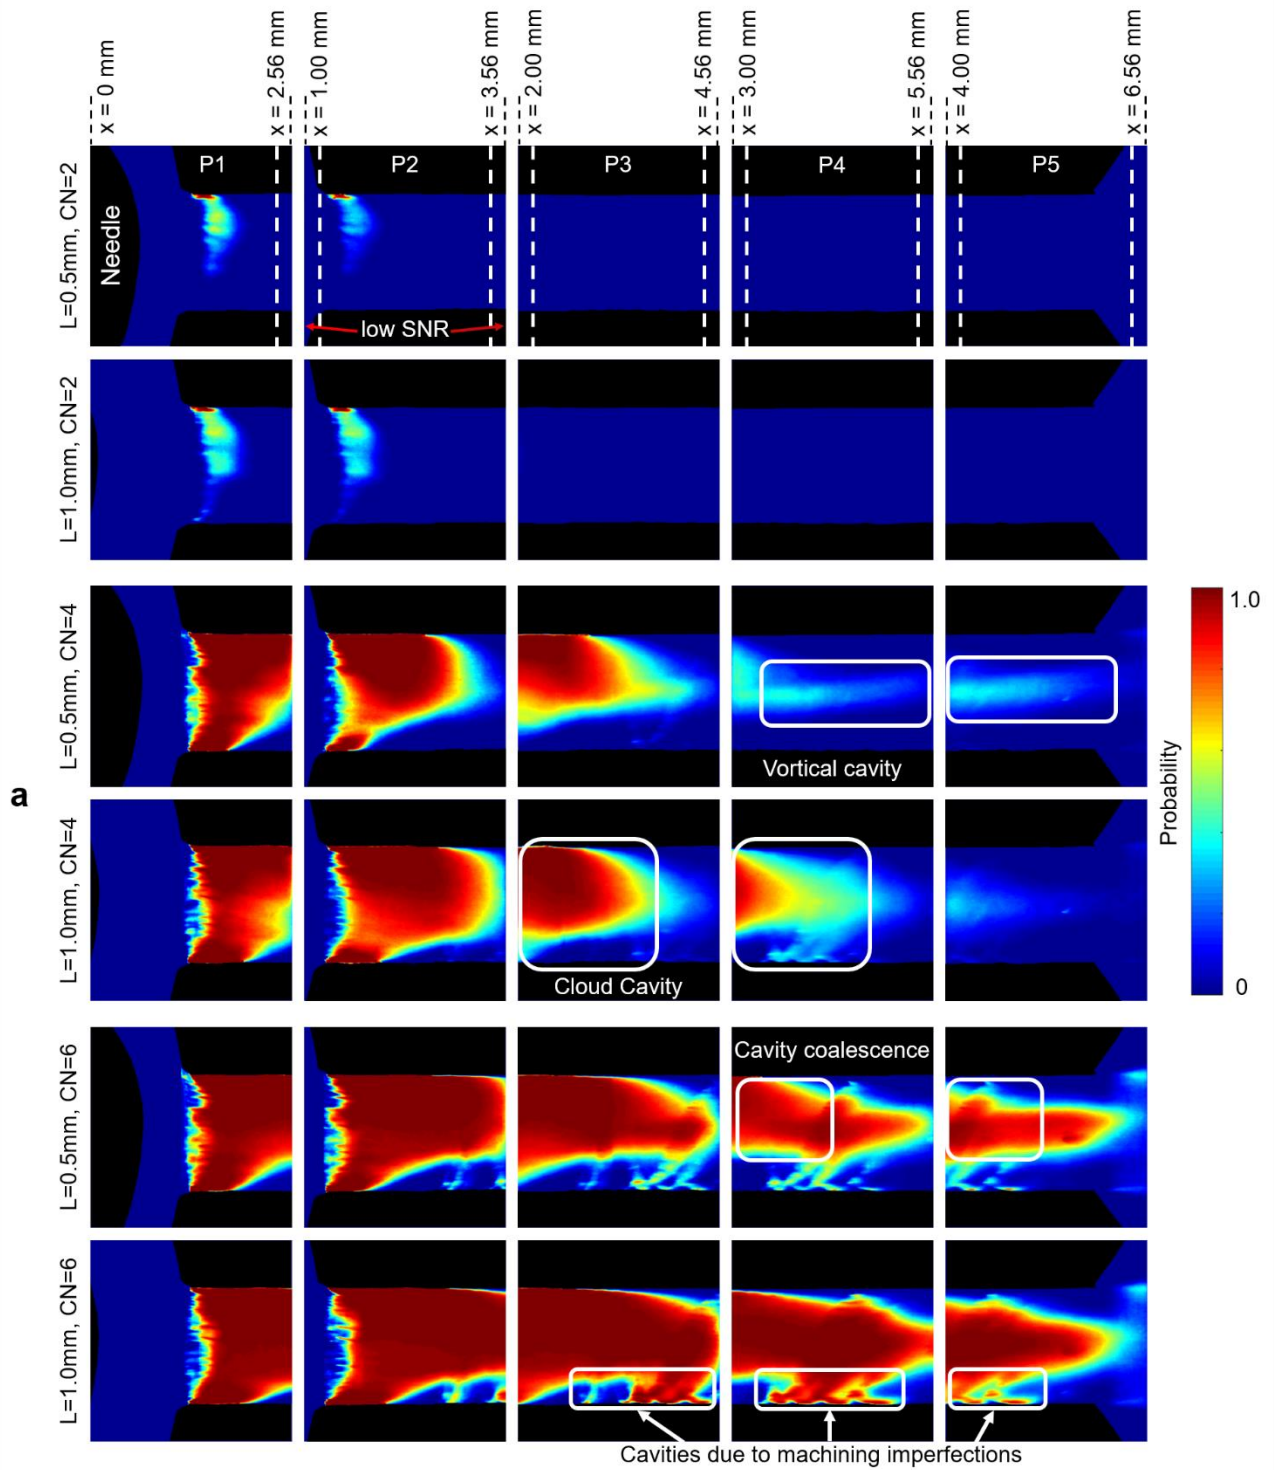 x = 0 mm
x = 2.56 mm
x = 1.00 mm
x = 3.56 mm
x = 2.00 mm
x = 4.56 mm
x = 3.00 mm
x = 5.56 mm
x = 4.00 mm
x = 6.56 mm
L=0.5mm, CN=2
Needle
P1
P2
P3
P4
P5
low SNR
L=1.0mm, CN=2
L=0.5mm, CN=4
Vortical cavity
a
L=1.0mm, CN=4
Cloud Cavity
1.0
Probability
0
L=0.5mm, CN=6
Cavity coalescence
L=1.0mm, CN=6
Cavities due to machining imperfections